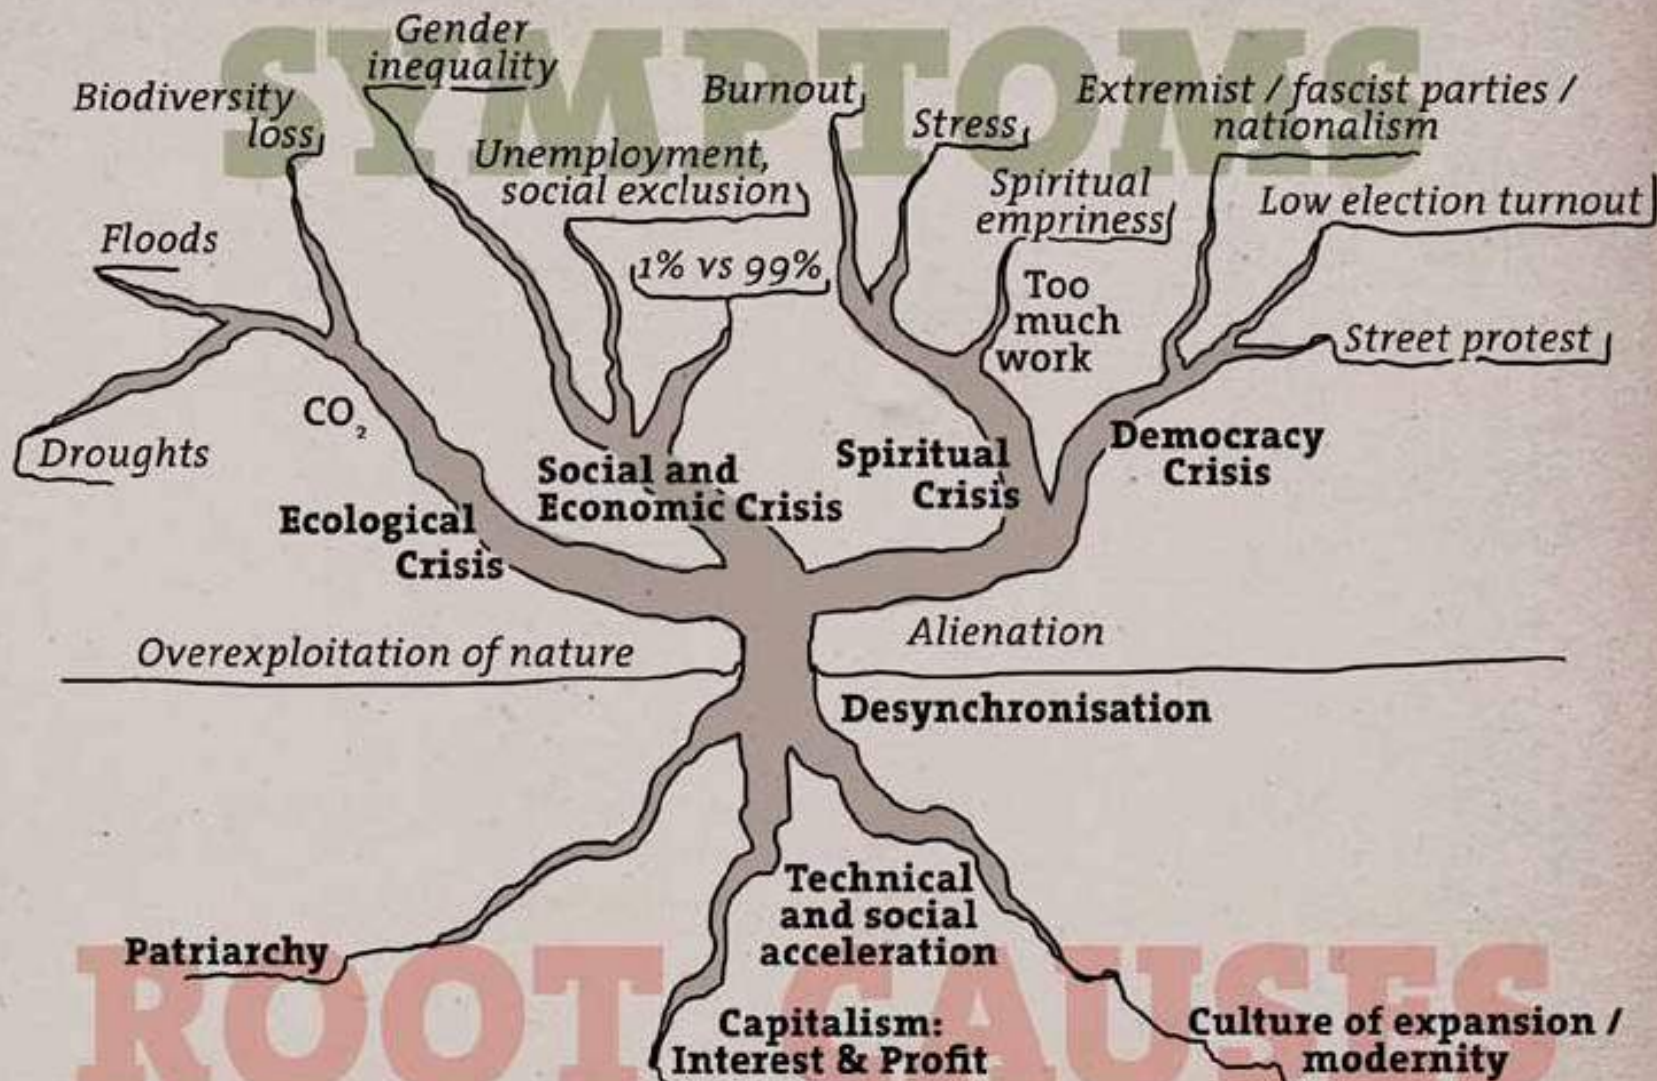 SYMPTOMS
Gender
inequality
Biodiversity
loss
Burnout
Stress
Extremist / fascist parties /
nationalism
Unemployment,
social exclusion
Spiritual
empriness
Low election turnout
Floods
1% vs 99%
Too
much
work
Street protest
CO₂
Droughts
Social and
Economic Crisis
Spiritual
Crisis
Democracy
Crisis
Ecological
Crisis
Overexploitation of nature
Alienation
Desynchronisation
Technical
and social
acceleration
Patriarchy
ROOT CAUSES
Capitalism:
Interest & Profit
Culture of expansion /
modernity